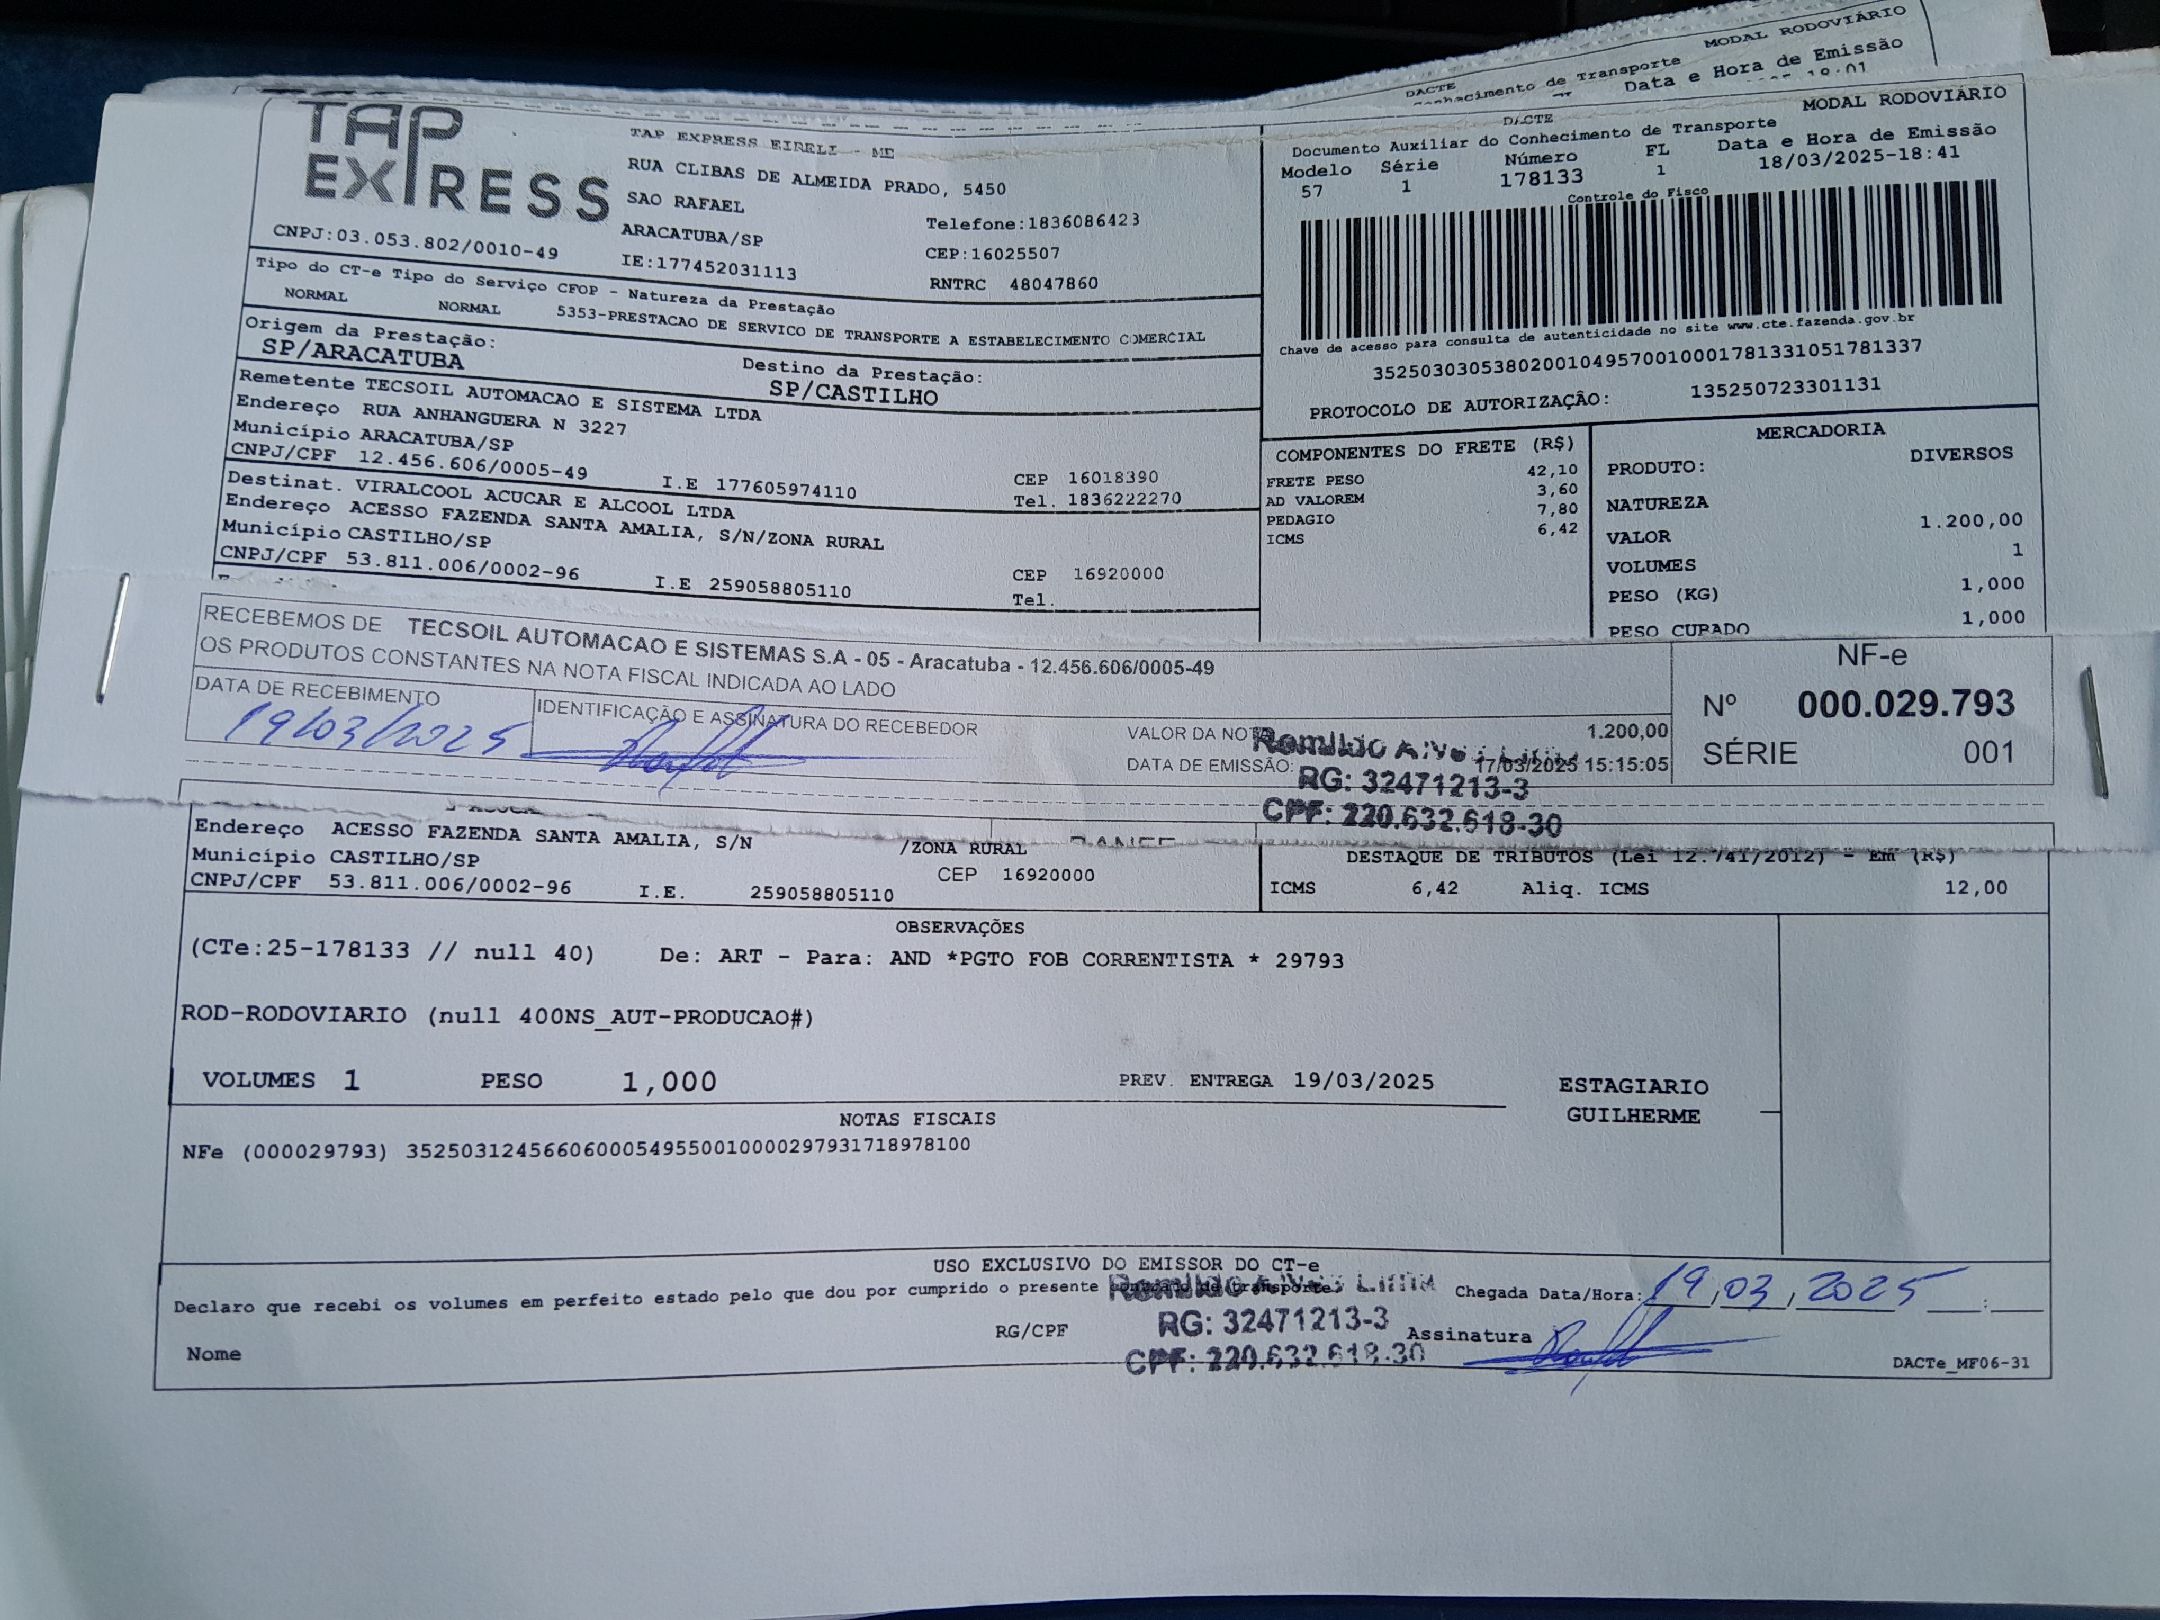 MODAL RODOVIÁRIO
DACTE
Conhecimento de Transporte
Data e Hora de Emissão
TAP EXPRESS
TAP EXPRESS EIRELI - ME
RUA CLIBAS DE ALMEIDA PRADO, 5450
SAO RAFAEL
ARACATUBA/SP
Telefone:1836086423
CEP:16025507
CNPJ:03.053.802/0010-49
IE:177452031113
RNTRC 48047860
DACTE
MODAL RODOVIÁRIO
Documento Auxiliar do Conhecimento de Transporte
Modelo Série Número FL Data e Hora de Emissão
57 1 178133 1 18/03/2025-18:41
Controle do Fisco
Chave de acesso para consulta de autenticidade no site www.cte.fazenda.gov.br
35250303053802001049570010001781331051781337
PROTOCOLO DE AUTORIZAÇÃO: 135250723301131
Tipo do CT-e Tipo do Serviço CFOP - Natureza da Prestação
NORMAL NORMAL 5353-PRESTACAO DE SERVICO DE TRANSPORTE A ESTABELECIMENTO COMERCIAL
Origem da Prestação: Destino da Prestação:
SP/ARACATUBA SP/CASTILHO
Remetente TECSOIL AUTOMACAO E SISTEMA LTDA
Endereço RUA ANHANGUERA N 3227
Município ARACATUBA/SP CEP 16018390
CNPJ/CPF 12.456.606/0005-49 I.E 177605974110 Tel. 1836222270
Destinat. VIRALCOOL ACUCAR E ALCOOL LTDA
Endereço ACESSO FAZENDA SANTA AMALIA, S/N/ZONA RURAL
Município CASTILHO/SP CEP 16920000
CNPJ/CPF 53.811.006/0002-96 I.E 259058805110 Tel.
COMPONENTES DO FRETE (R$)
FRETE PESO 42,10
AD VALOREM 3,60
PEDAGIO 7,80
ICMS 6,42
MERCADORIA
PRODUTO: DIVERSOS
NATUREZA
VALOR 1.200,00
VOLUMES 1
PESO (KG) 1,000
PESO CUBADO 1,000
RECEBEMOS DE TECSOIL AUTOMACAO E SISTEMAS S.A - 05 - Aracatuba - 12.456.606/0005-49
OS PRODUTOS CONSTANTES NA NOTA FISCAL INDICADA AO LADO
DATA DE RECEBIMENTO
19/03/2025
IDENTIFICAÇÃO E ASSINATURA DO RECEBEDOR
VALOR DA NOTA 1.200,00
DATA DE EMISSÃO: 17/03/2025 15:15:05
NF-e
Nº 000.029.793
SÉRIE 001
Romildo Alves Lima
RG: 32471213-3
CPF: 220.632.618-30
Endereço ACESSO FAZENDA SANTA AMALIA, S/N /ZONA RURAL
Município CASTILHO/SP CEP 16920000
CNPJ/CPF 53.811.006/0002-96 I.E. 259058805110
DESTAQUE DE TRIBUTOS (Lei 12.741/2012) - Em (R$)
ICMS 6,42 Aliq. ICMS 12,00
OBSERVAÇÕES
(CTe:25-178133 // null 40) De: ART - Para: AND *PGTO FOB CORRENTISTA * 29793
ROD-RODOVIARIO (null 400NS_AUT-PRODUCAO#)
VOLUMES 1 PESO 1,000 PREV. ENTREGA 19/03/2025
ESTAGIARIO
GUILHERME
NOTAS FISCAIS
NFe (000029793) 35250312456606000549550010000297931718978100
USO EXCLUSIVO DO EMISSOR DO CT-e
Declaro que recebi os volumes em perfeito estado pelo que dou por cumprido o presente transporte
Chegada Data/Hora: 19,03,2025 :
Romildo Alves Lima
RG: 32471213-3
CPF: 220.632.618-30
Nome RG/CPF Assinatura
DACTe_MF06-31